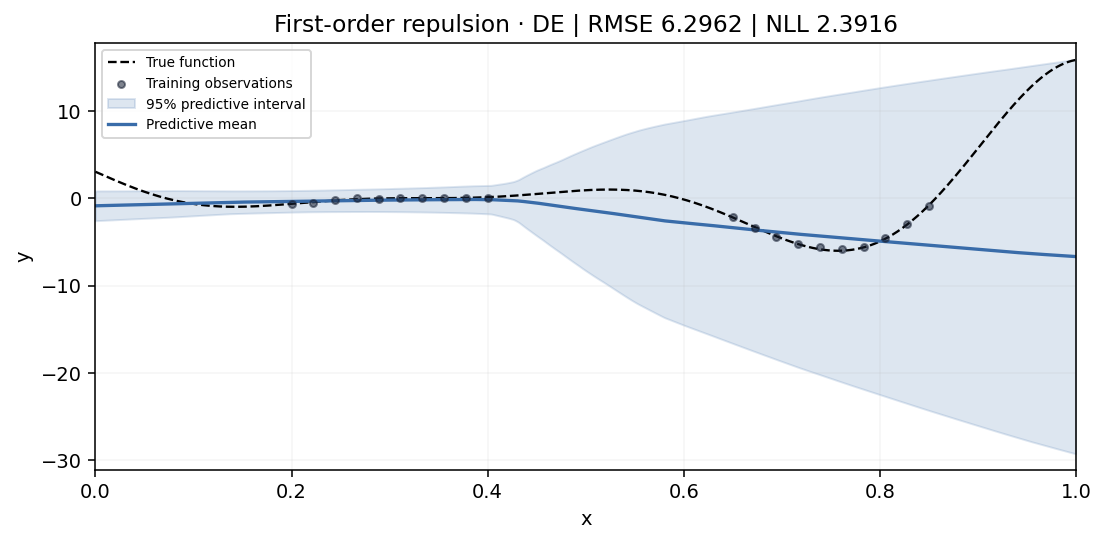 First-order repulsion · DE | RMSE 6.2962 | NLL 2.3916
True function
Training observations
95% predictive interval
Predictive mean
10
0
−10
−20
−30
y
0.0 0.2 0.4 0.6 0.8 1.0
x